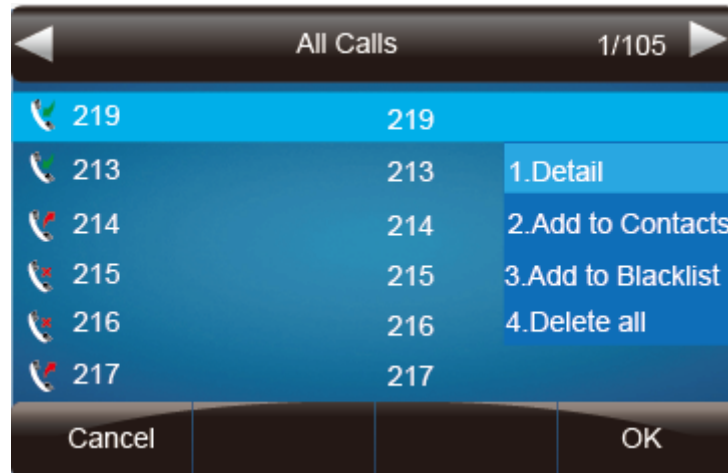 All Calls 1/105
219 219
213 213 1.Detail
214 214 2.Add to Contacts
215 215 3.Add to Blacklist
216 216 4.Delete all
217 217
Cancel OK